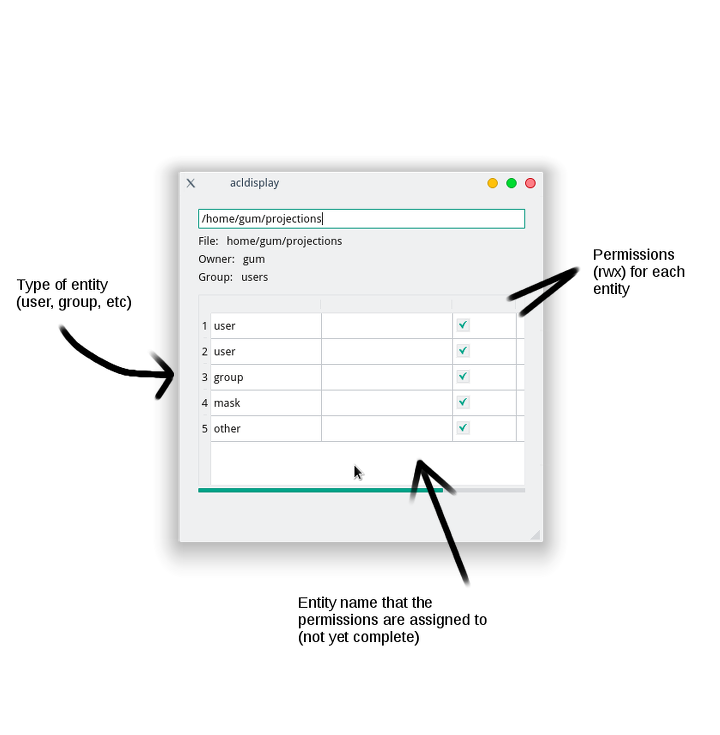 acldisplay
/home/gum/projections
File: home/gum/projections
Owner: gum
Group: users
Permissions
(rwx) for each
entity
Type of entity
(user, group, etc)
1 user
2 user
3 group
4 mask
5 other
Entity name that the
permissions are assigned to
(not yet complete)